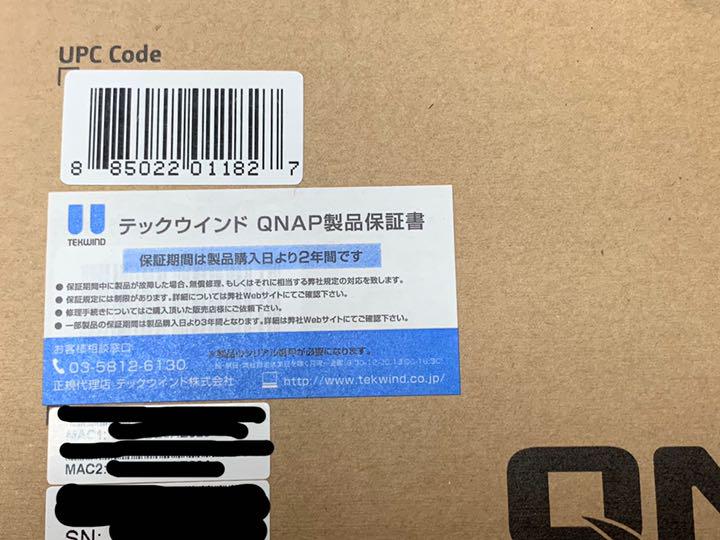 UPC Code
8 85022 01182 7
TEKWIND
テックウインド QNAP製品保証書
保証期間は製品購入日より2年間です
● 保証期間中に製品が故障した場合、無償修理、もしくはそれに相当する弊社規定の対応を致します。
● 保証規定には制限があります。詳細については弊社Webサイトにてご確認下さい。
● 修理手続きについてはご購入頂いた販売店様にご依頼下さい。
● 一部製品の保証期間は製品購入日より3年間となります。詳細は弊社Webサイトにてご確認下さい。
お客様相談窓口
※製品シリアル番号が必要になります。
03-5812-6130
正規代理店 テックウインド株式会社
http://www.tekwind.co.jp/
MAC1:
MAC2:
SN:
QN